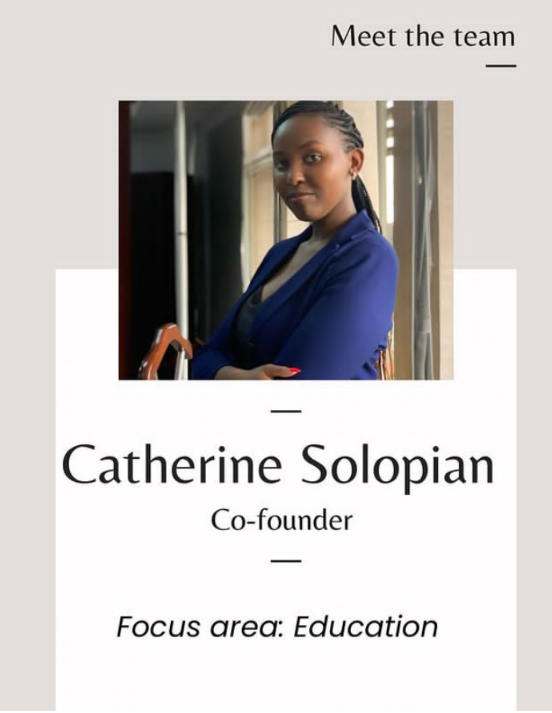 Meet the team
Catherine Solopian
Co-founder
Focus area: Education